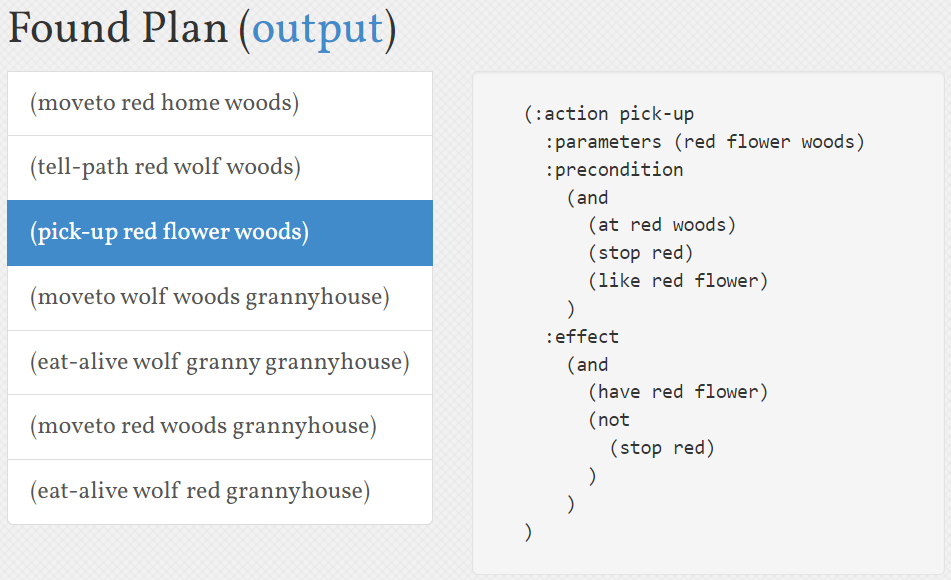 Found Plan (output)
(moveto red home woods)
(tell-path red wolf woods)
(pick-up red flower woods)
(moveto wolf woods grannyhouse)
(eat-alive wolf granny grannyhouse)
(moveto red woods grannyhouse)
(eat-alive wolf red grannyhouse)
(:action pick-up
  :parameters (red flower woods)
  :precondition
    (and
      (at red woods)
      (stop red)
      (like red flower)
    )
  :effect
    (and
      (have red flower)
      (not
        (stop red)
      )
    )
)